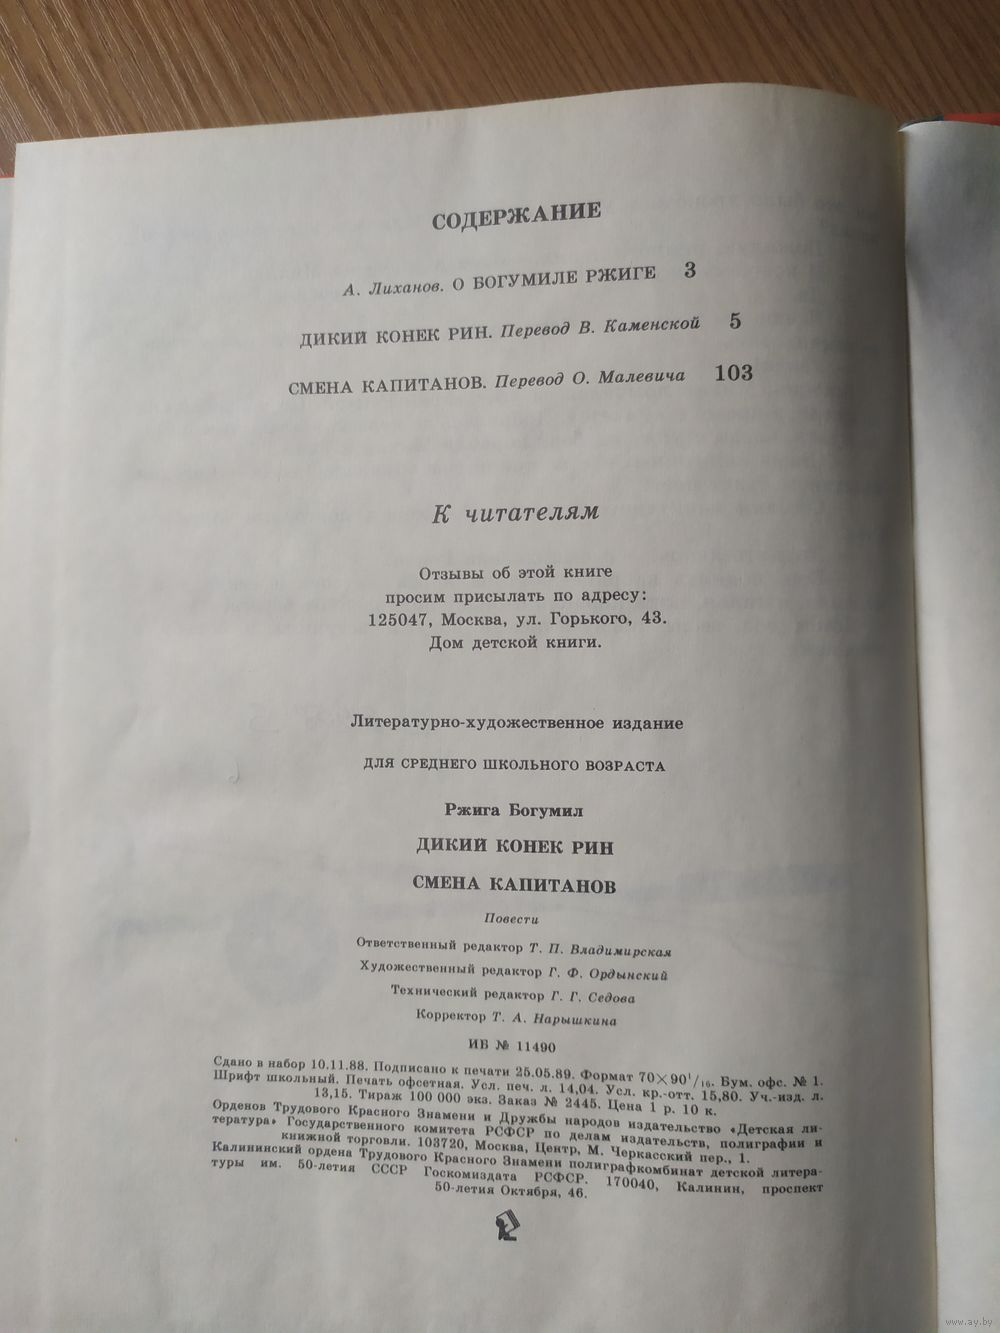 СОДЕРЖАНИЕ
А. Лиханов. О БОГУМИЛЕ РЖИГЕ 3
ДИКИЙ КОНЕК РИН. Перевод В. Каменской 5
СМЕНА КАПИТАНОВ. Перевод О. Малевича 103
К читателям
Отзывы об этой книге
просим присылать по адресу:
125047, Москва, ул. Горького, 43.
Дом детской книги.
Литературно-художественное издание
ДЛЯ СРЕДНЕГО ШКОЛЬНОГО ВОЗРАСТА
Ржига Богумил
ДИКИЙ КОНЕК РИН
СМЕНА КАПИТАНОВ
Повести
Ответственный редактор Т. П. Владимирская
Художественный редактор Г. Ф. Ордынский
Технический редактор Г. Г. Седова
Корректор Т. А. Нарышкина
ИБ № 11490
Сдано в набор 10.11.88. Подписано к печати 25.05.89. Формат 70×90¹/₁₆. Бум. офс. № 1.
Шрифт школьный. Печать офсетная. Усл. печ. л. 14,04. Усл. кр.-отт. 15,80. Уч.-изд. л.
13,15. Тираж 100 000 экз. Заказ № 2445. Цена 1 р. 10 к.
Орденов Трудового Красного Знамени и Дружбы народов издательство «Детская ли-
тература» Государственного комитета РСФСР по делам издательств, полиграфии и
книжной торговли. 103720, Москва, Центр, М. Черкасский пер., 1.
Калининский ордена Трудового Красного Знамени полиграфкомбинат детской литера-
туры им. 50-летия СССР Госкомиздата РСФСР. 170040, Калинин, проспект
50-летия Октября, 46.
www.ay.by